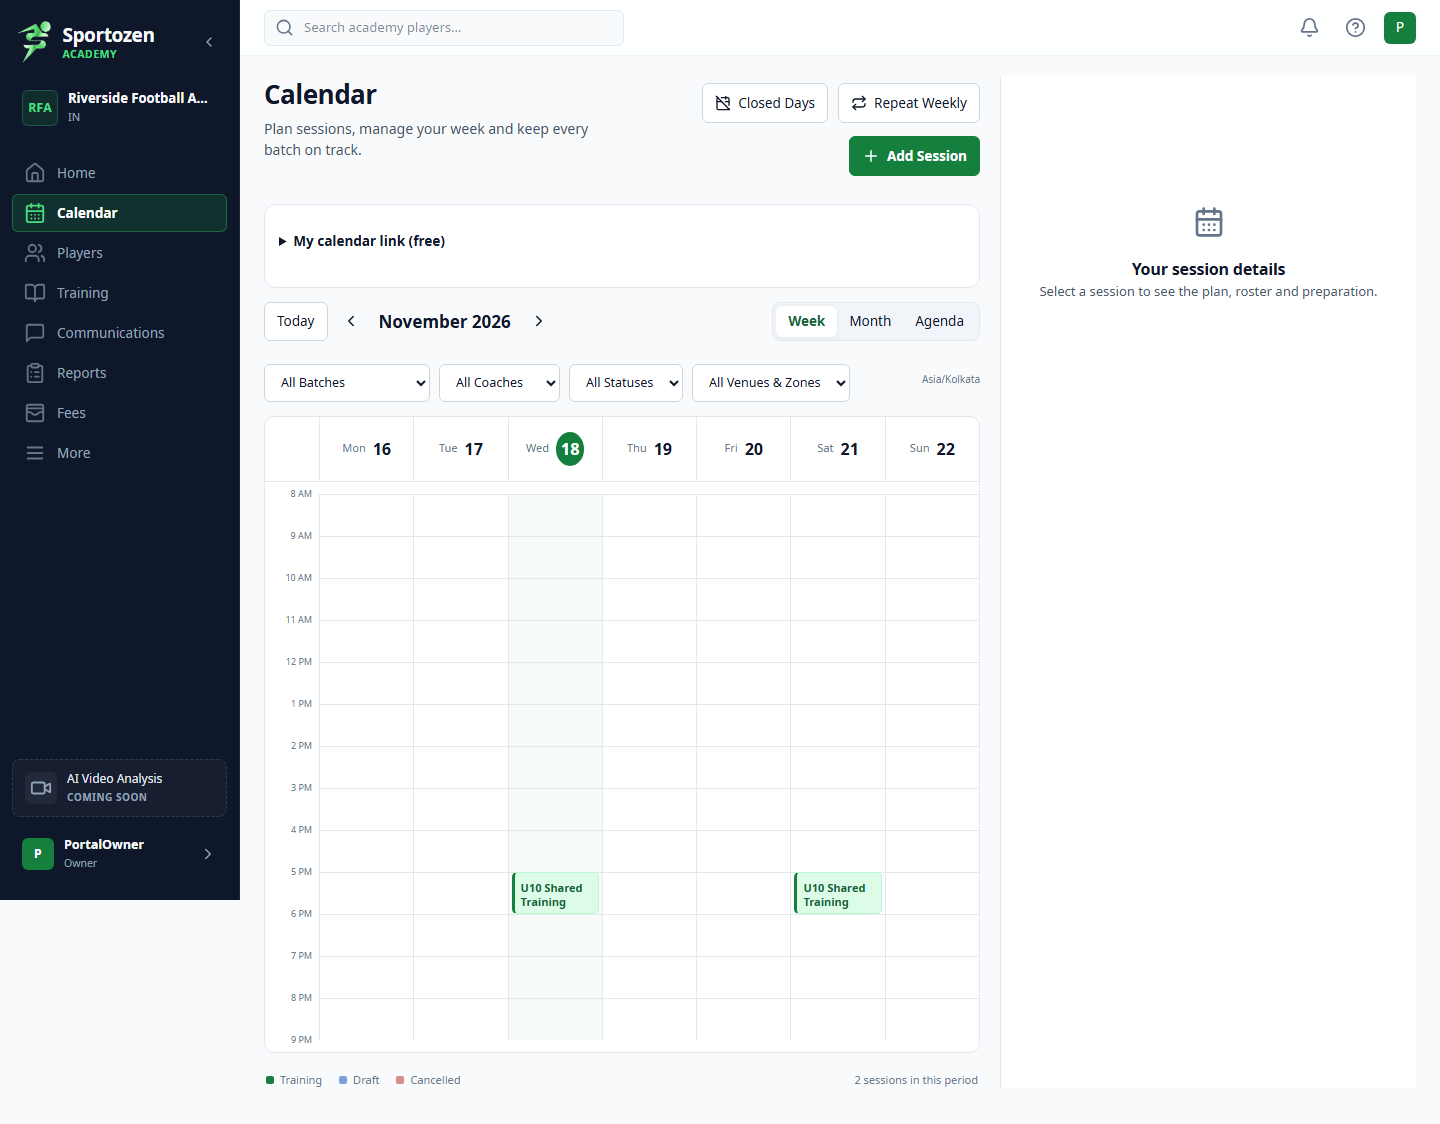 Sportozen
ACADEMY
RFA
Riverside Football A...
IN
Home
Calendar
Players
Training
Communications
Reports
Fees
More
AI Video Analysis
COMING SOON
P
PortalOwner
Owner
Search academy players...
P
Calendar
Plan sessions, manage your week and keep every
batch on track.
Closed Days
Repeat Weekly
Add Session
My calendar link (free)
Today
November 2026
Week
Month
Agenda
All Batches
All Coaches
All Statuses
All Venues & Zones
Asia/Kolkata
Mon 16
Tue 17
Wed 18
Thu 19
Fri 20
Sat 21
Sun 22
8 AM
9 AM
10 AM
11 AM
12 PM
1 PM
2 PM
3 PM
4 PM
5 PM
6 PM
7 PM
8 PM
9 PM
U10 Shared
Training
U10 Shared
Training
Training
Draft
Cancelled
2 sessions in this period
Your session details
Select a session to see the plan, roster and preparation.